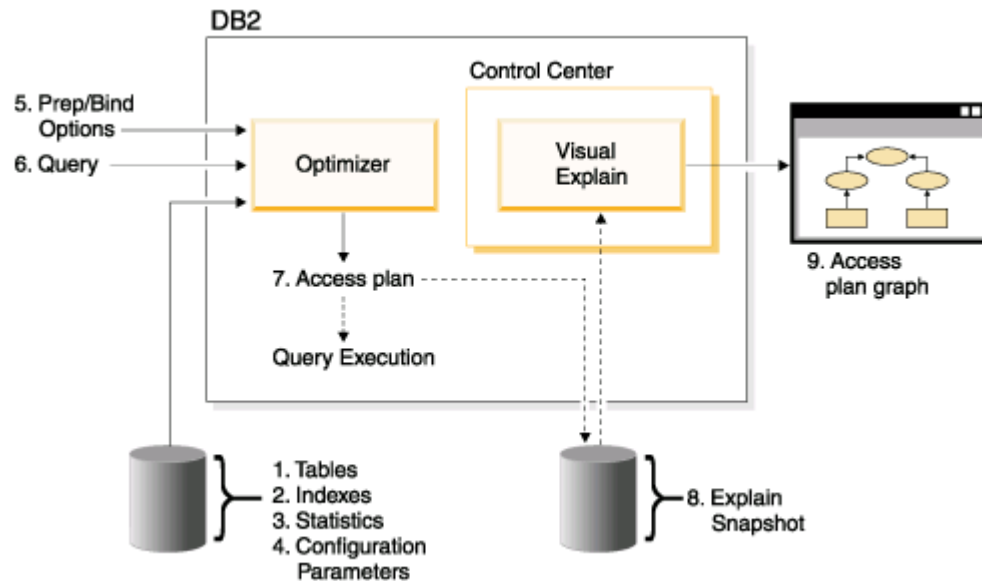 DB2
Control Center
5. Prep/Bind
Options
6. Query
Optimizer
Visual
Explain
7. Access plan
Query Execution
9. Access
plan graph
1. Tables
2. Indexes
3. Statistics
4. Configuration
Parameters
8. Explain
Snapshot